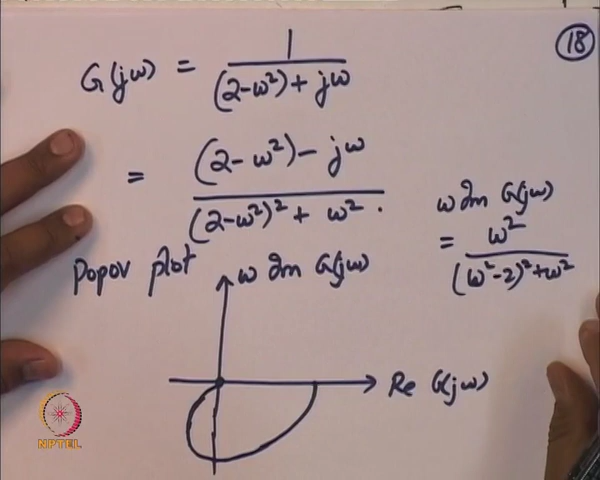 18
G(jω) = 1 / ((2-ω²) + jω)
= ((2-ω²) - jω) / ((2-ω²)² + ω²).
ω Im G(jω)
= ω² / ((ω²-2)² + ω²)
Popov plot
ω Im G(jω)
Re G(jω)
NPTEL